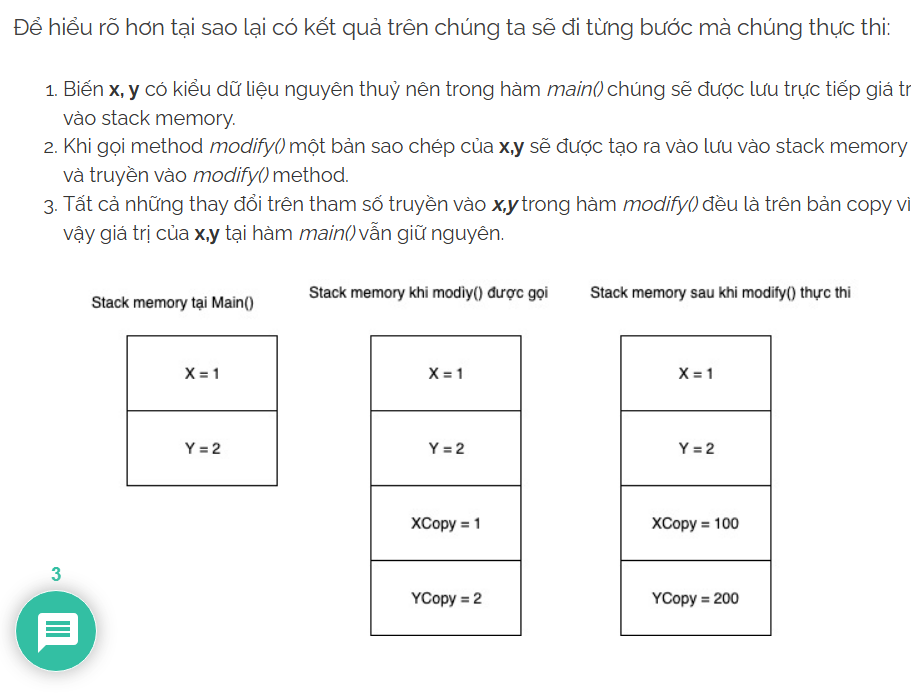 Để hiểu rõ hơn tại sao lại có kết quả trên chúng ta sẽ đi từng bước mà chúng thực thi:
1. Biến x, y có kiểu dữ liệu nguyên thuỷ nên trong hàm main() chúng sẽ được lưu trực tiếp giá tr
vào stack memory.
2. Khi gọi method modify() một bản sao chép của x,y sẽ được tạo ra vào lưu vào stack memory
và truyền vào modify() method.
3. Tất cả những thay đổi trên tham số truyền vào x,y trong hàm modify() đều là trên bản copy vì
vậy giá trị của x,y tại hàm main() vẫn giữ nguyên.
Stack memory tại Main()
Stack memory khi modiy() được gọi
Stack memory sau khi modify() thực thi
X = 1
X = 1
X = 1
Y = 2
Y = 2
Y = 2
XCopy = 1
XCopy = 100
YCopy = 2
YCopy = 200
3